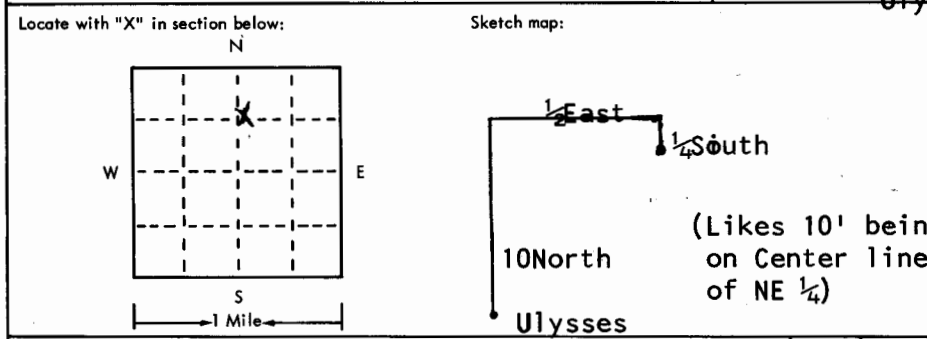 Locate with "X" in section below:
Sketch map:
N
X
W
E
S
1 Mile
½East
¼South
10North
Ulysses
(Likes 10' bein
on Center line
of NE ¼)